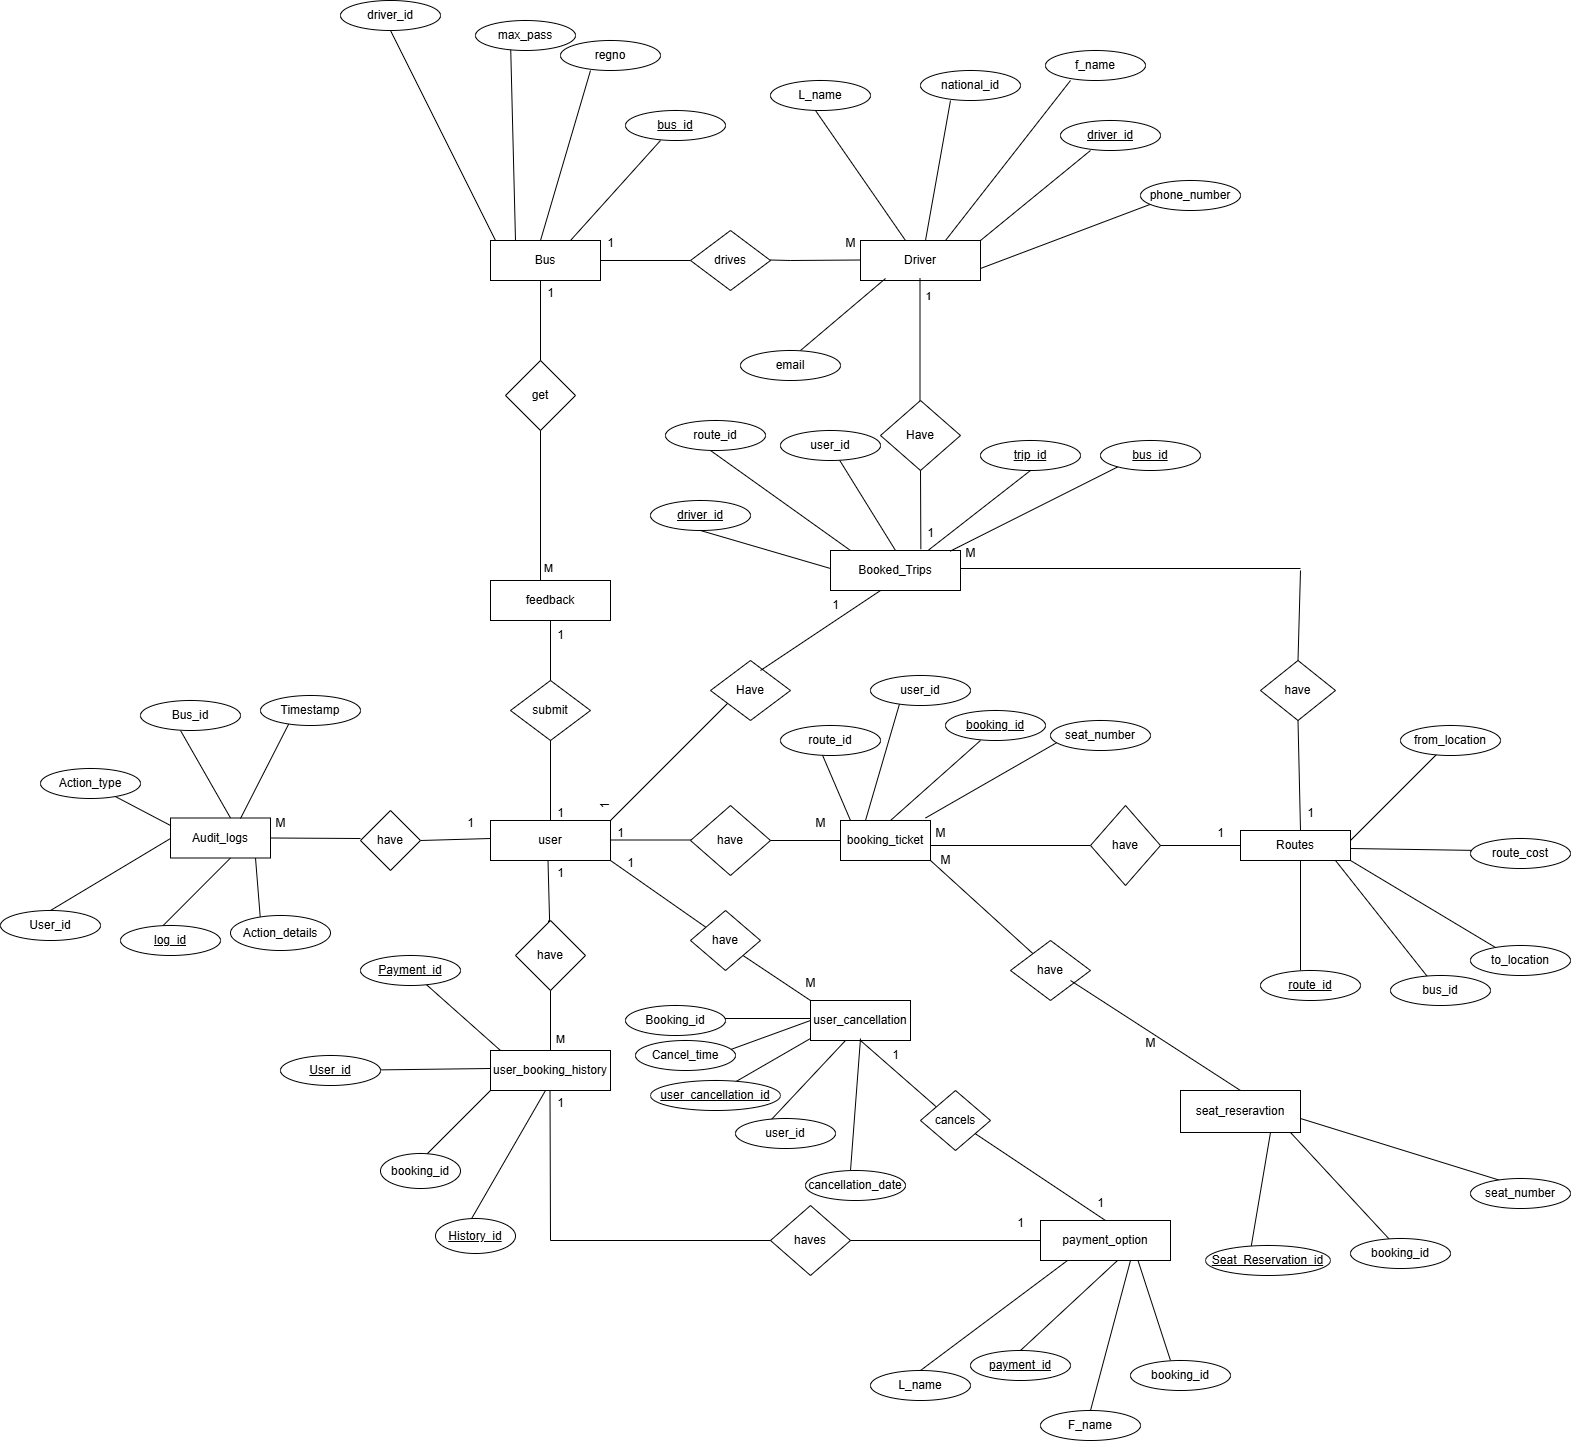 driver_id
max_pass
regno
bus_id
L_name
national_id
f_name
driver_id
phone_number
Bus
1
drives
M
Driver
1
1
email
get
route_id
user_id
Have
trip_id
bus_id
driver_id
1
M
Booked_Trips
M
feedback
1
1
Have
have
submit
user_id
booking_id
seat_number
route_id
from_location
Bus_id
Timestamp
Action_type
Audit_logs
M
have
1
user
1
1
1
have
M
booking_ticket
M
have
1
1
Routes
route_cost
to_location
bus_id
route_id
User_id
log_id
Action_details
1
1
M
have
have
have
Payment_id
M
User_id
M
user_booking_history
Booking_id
user_cancellation
Cancel_time
1
M
user_cancellation_id
user_id
cancels
cancellation_date
1
booking_id
History_id
seat_reseravtion
seat_number
booking_id
Seat_Reservation_id
haves
1
1
payment_option
L_name
payment_id
booking_id
F_name